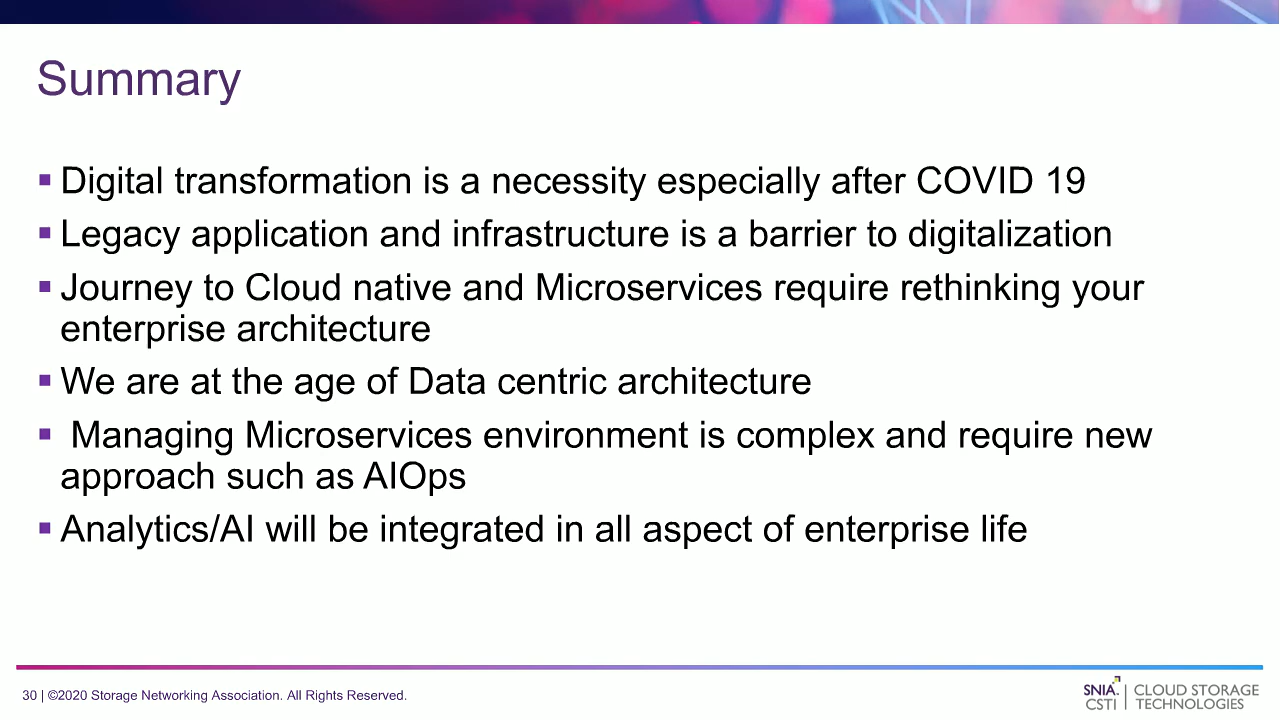 Summary
▪ Digital transformation is a necessity especially after COVID 19
▪ Legacy application and infrastructure is a barrier to digitalization
▪ Journey to Cloud native and Microservices require rethinking your
enterprise architecture
▪ We are at the age of Data centric architecture
▪ Managing Microservices environment is complex and require new
approach such as AIOps
▪ Analytics/AI will be integrated in all aspect of enterprise life
30 | ©2020 Storage Networking Association. All Rights Reserved.
SNIA. | CLOUD STORAGE
CSTI | TECHNOLOGIES